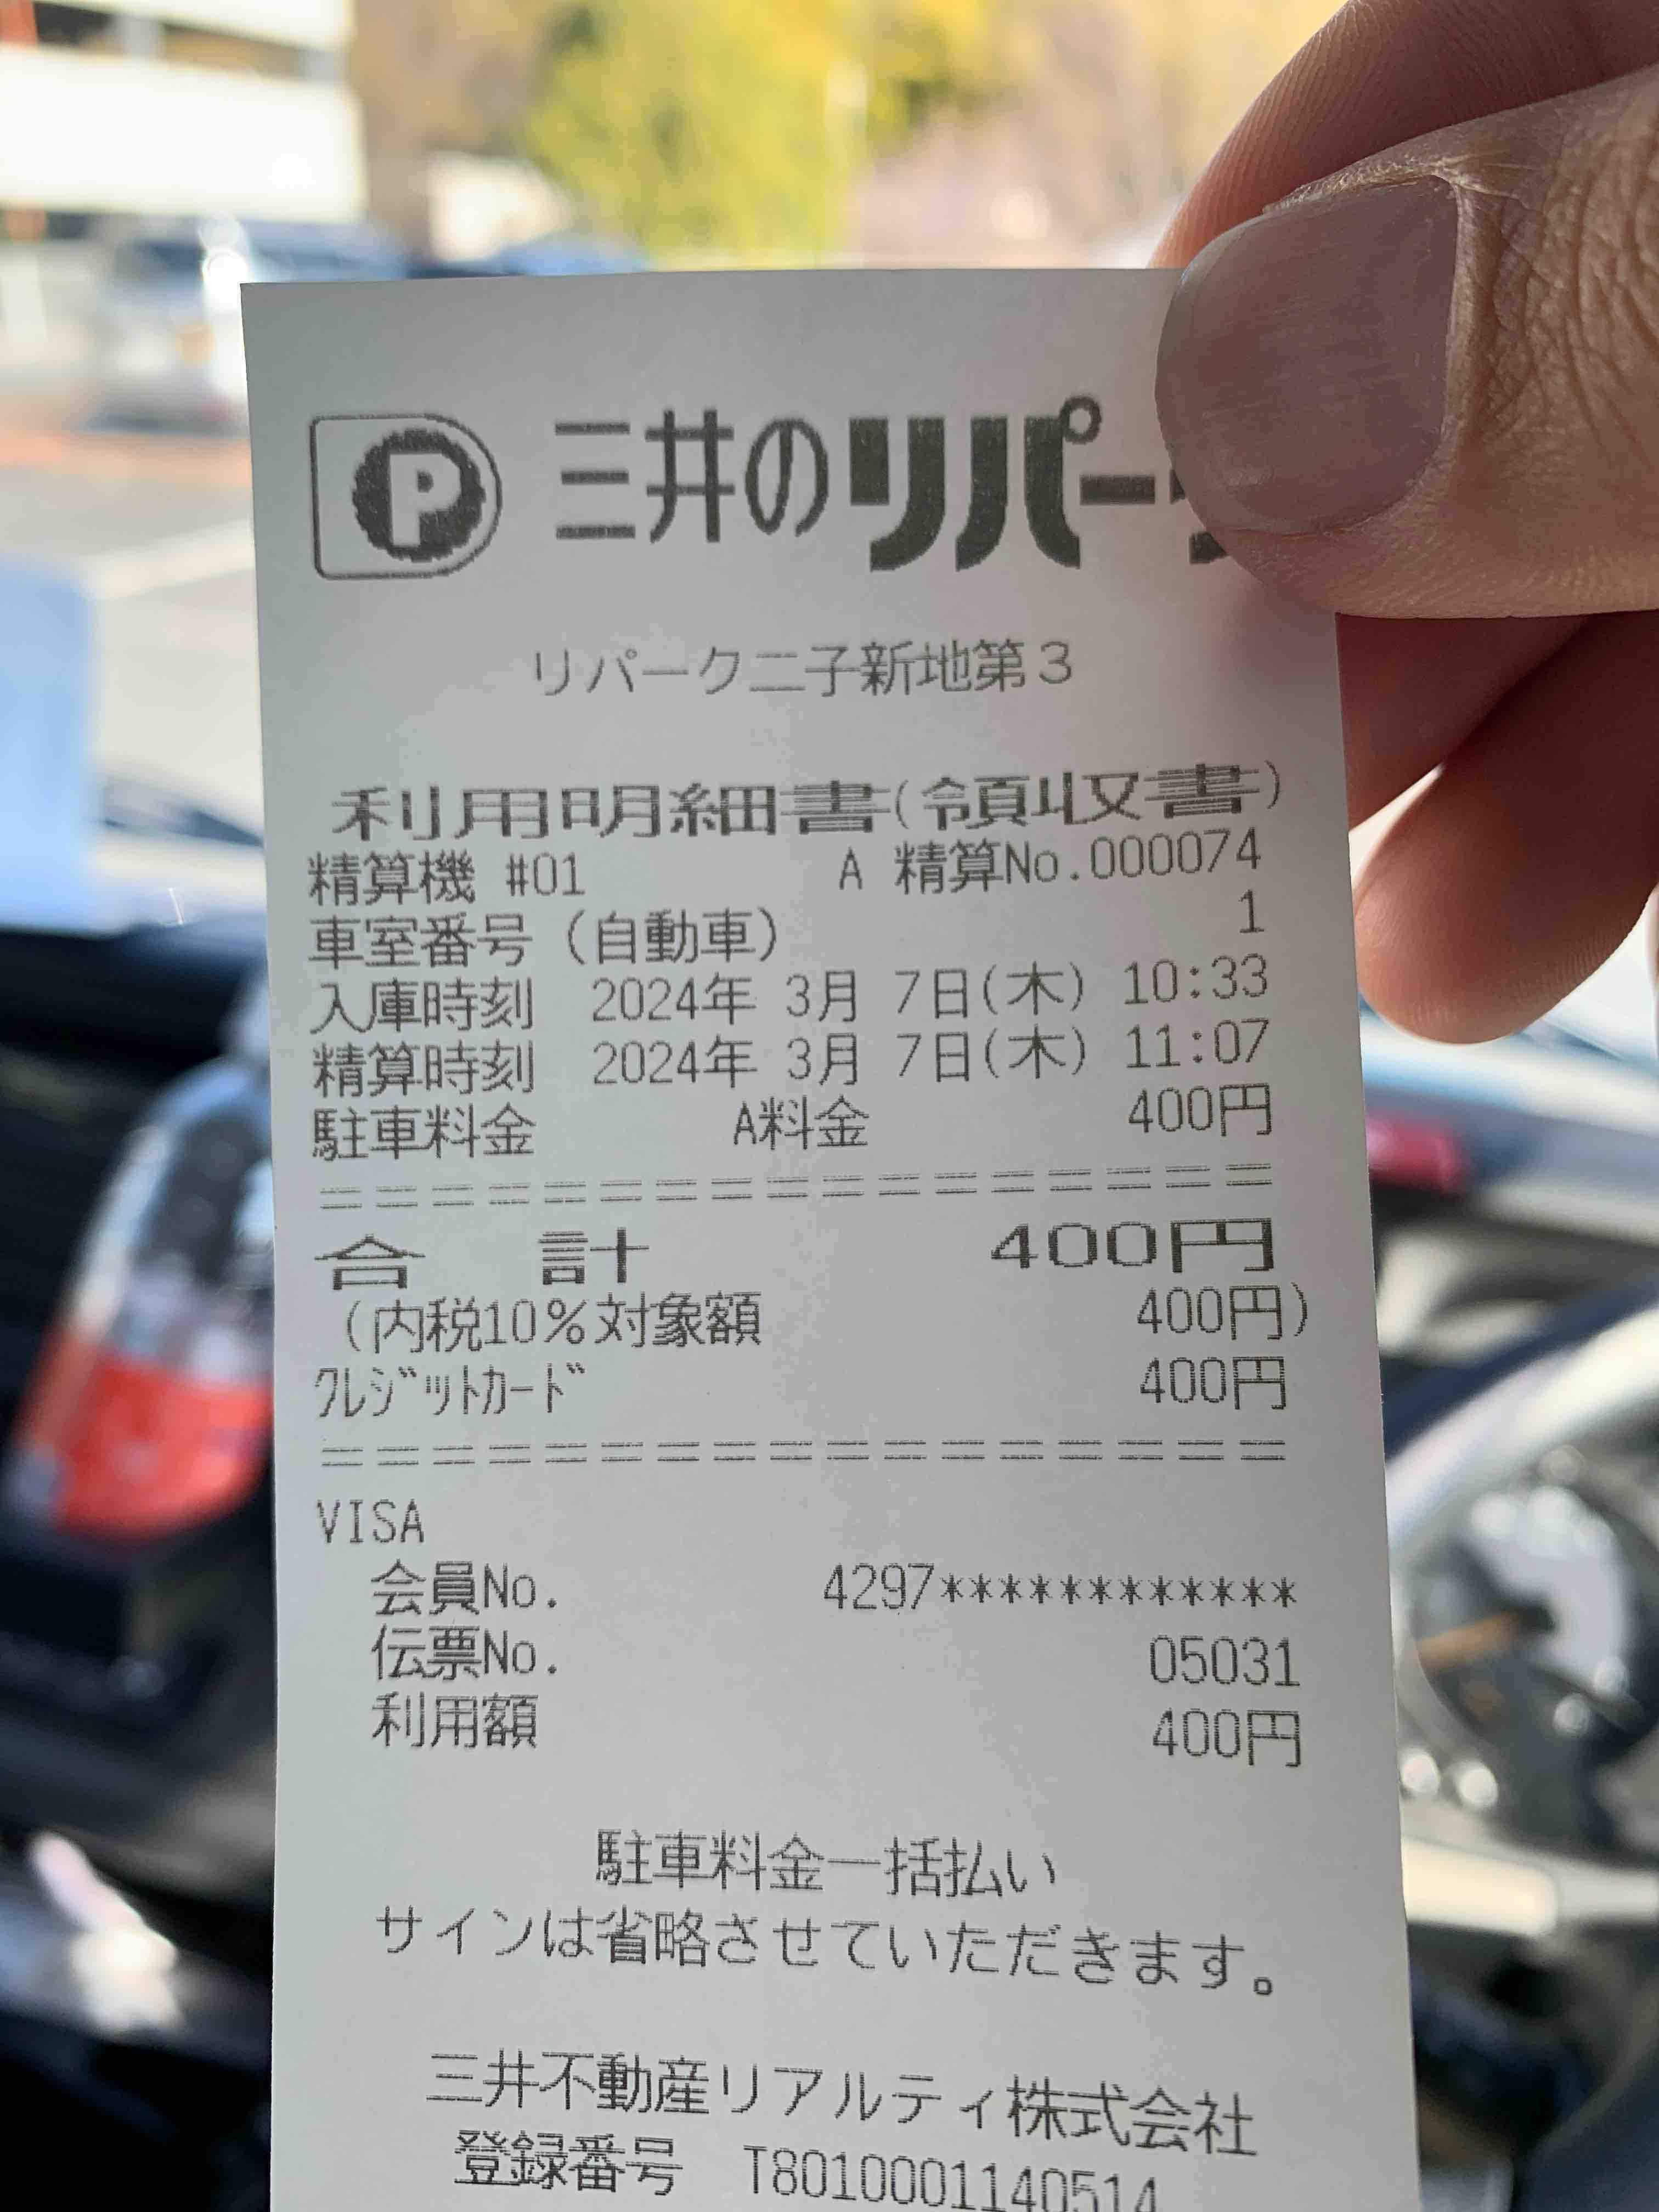 P 三井のリパーク
リパーク二子新地第3
利用明細書(領収書)
精算機 #01 A 精算No.000074
車室番号(自動車) 1
入庫時刻 2024年 3月 7日(木) 10:33
精算時刻 2024年 3月 7日(木) 11:07
駐車料金 A料金 400円
====================
合 計 400円
(内税10%対象額 400円)
クレジットカード 400円
====================
VISA
会員No. 4297************
伝票No. 05031
利用額 400円
駐車料金一括払い
サインは省略させていただきます。
三井不動産リアルティ株式会社
登録番号 T8010001140514